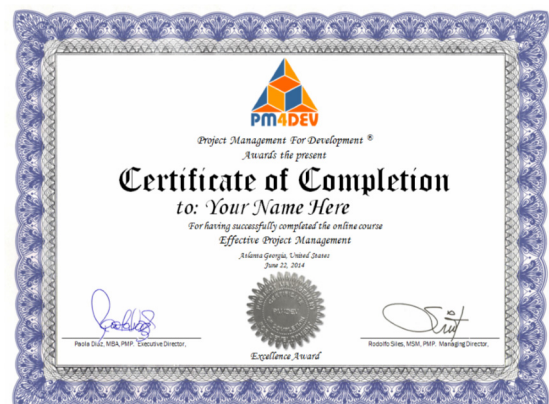 PM4DEV
Project Management For Development ®
Awards the present
Certificate of Completion
to: Your Name Here
For having successfully completed the online course
Effective Project Management
Atlanta Georgia, United States
June 22, 2014
Paola Diaz, MBA, PMP. Executive Director,
Rodolfo Siles, MSM, PMP. Managing Director,
Excellence Award